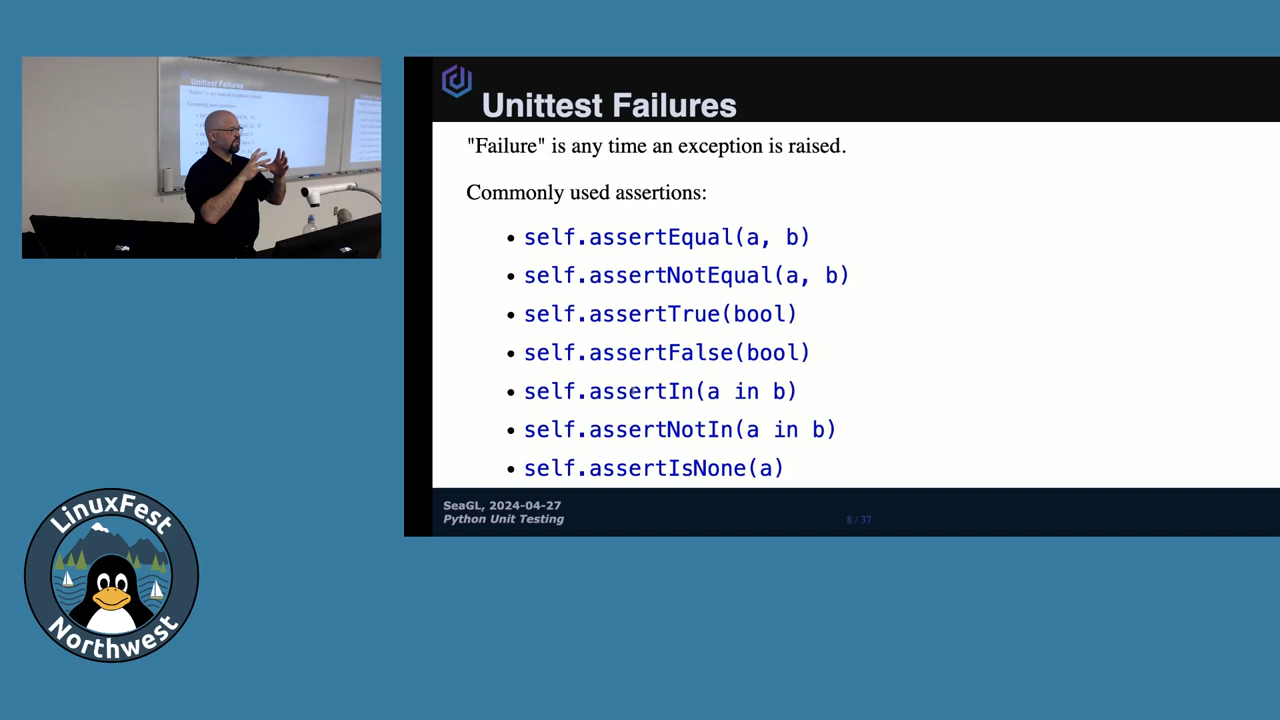 Unittest Failures
Unittest Failures
"Failure" is any time an exception is raised.
Commonly used assertions:
• self.assertEqual(a, b)
• self.assertNotEqual(a, b)
• self.assertTrue(bool)
• self.assertFalse(bool)
• self.assertIn(a in b)
• self.assertNotIn(a in b)
• self.assertIsNone(a)
SeaGL, 2024-04-27
Python Unit Testing
8 / 37
LinuxFest
Northwest